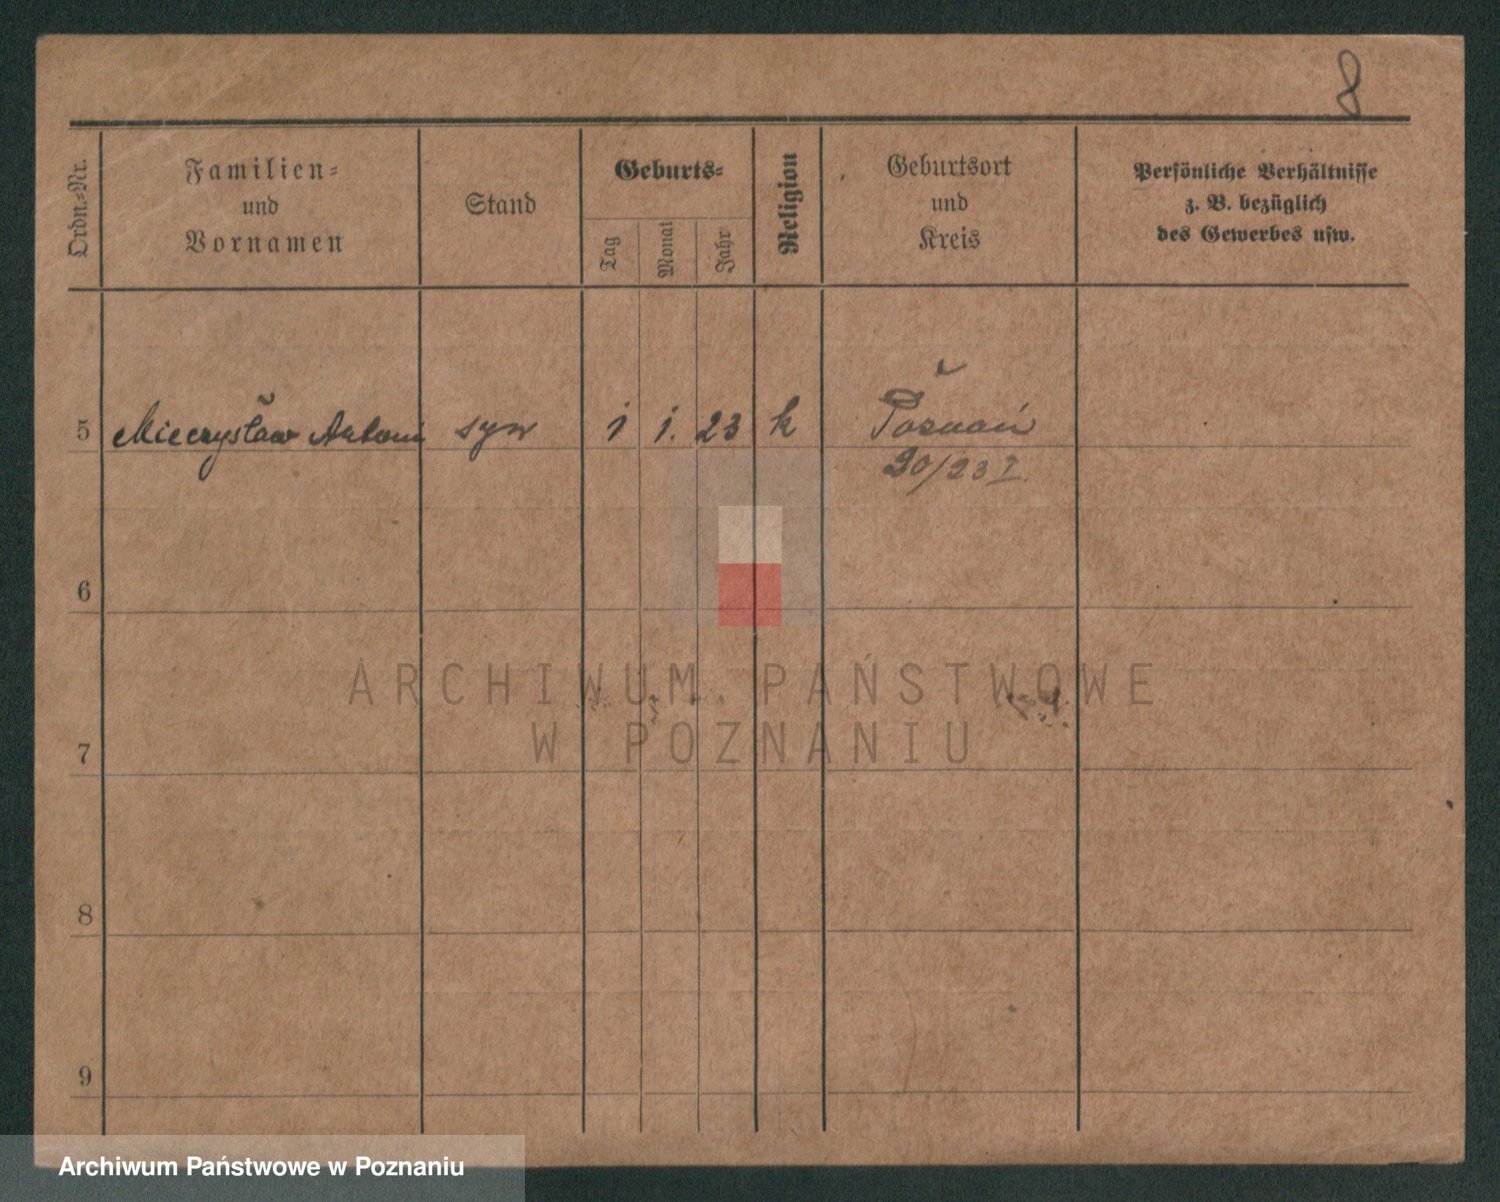 8
Ordn.-Nr.
Familien-
und
Vornamen
Stand
Geburts-
Tag
Monat
Jahr
Religion
Geburtsort
und
Kreis
Persönliche Verhältnisse
z. B. bezüglich
des Gewerbes usw.
5 Mieczysław Antoni syn 1 1. 23 k Poznań
20/23 I.
6
ARCHIWUM PAŃSTWOWE
W POZNANIU
7
8
9
Archiwum Państwowe w Poznaniu